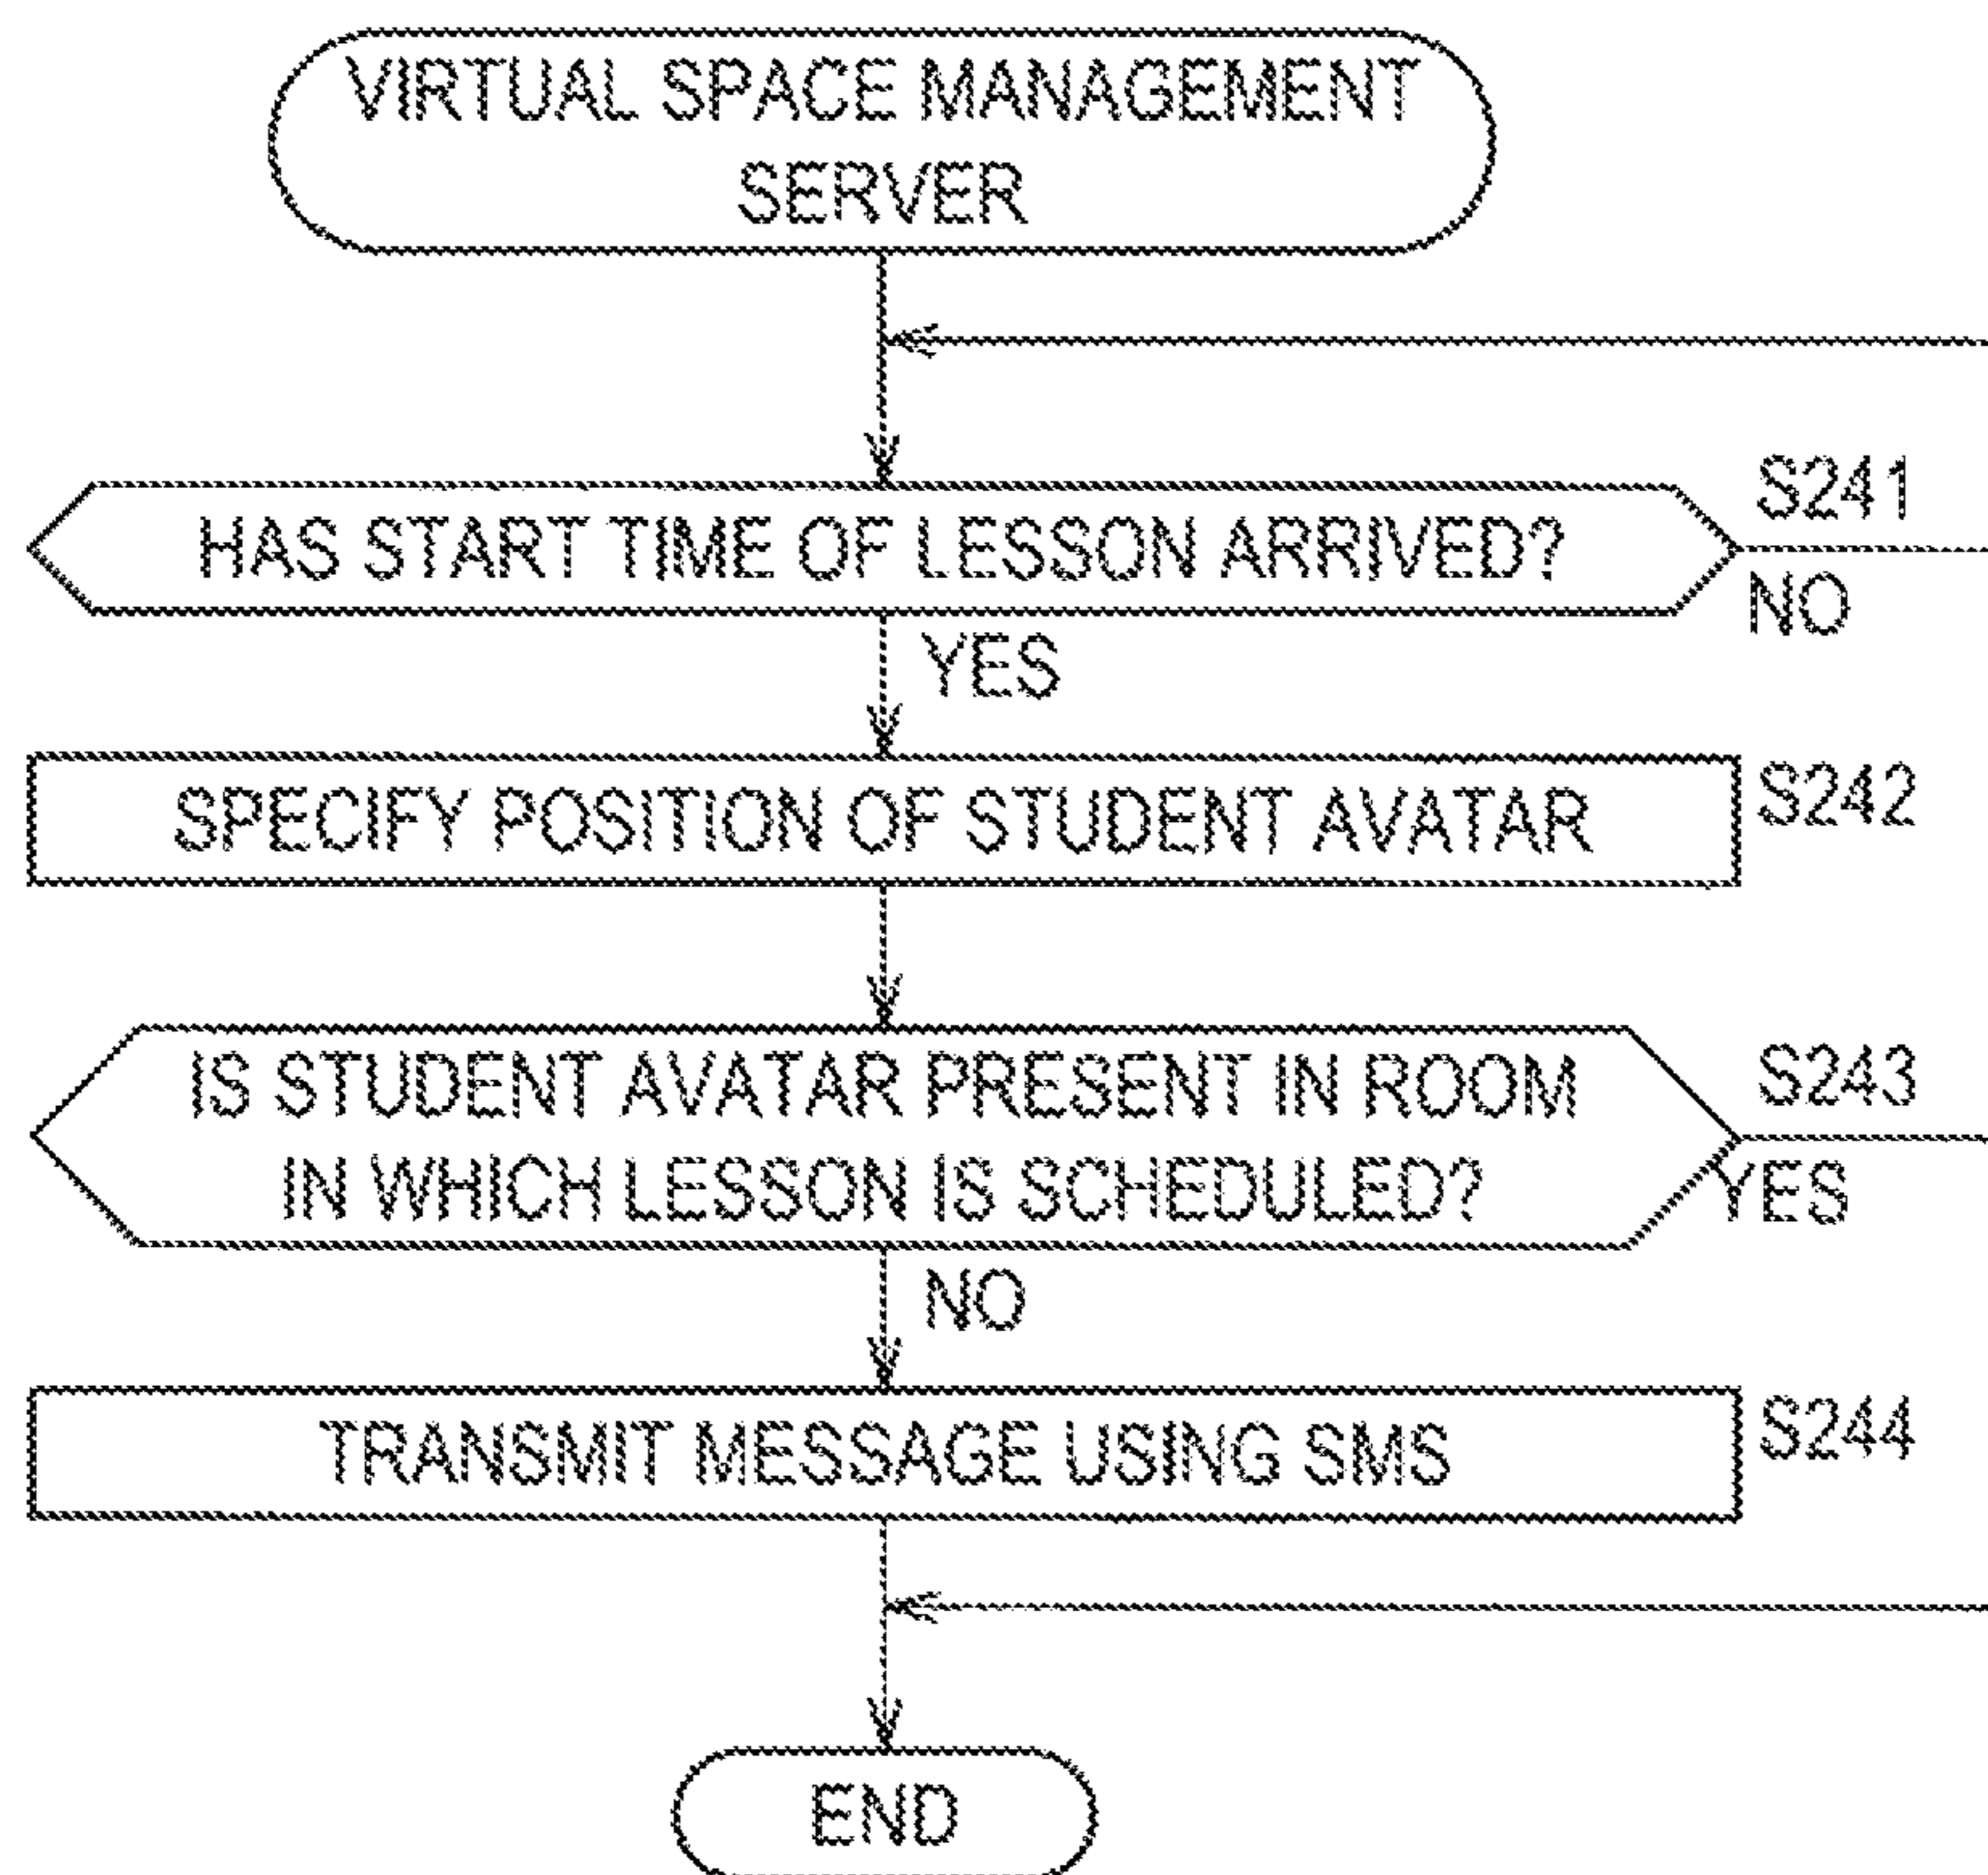 VIRTUAL SPACE MANAGEMENT
SERVER
HAS START TIME OF LESSON ARRIVED?
S241
NO
YES
SPECIFY POSITION OF STUDENT AVATAR
S242
IS STUDENT AVATAR PRESENT IN ROOM
IN WHICH LESSON IS SCHEDULED?
S243
YES
NO
TRANSMIT MESSAGE USING SMS
S244
END